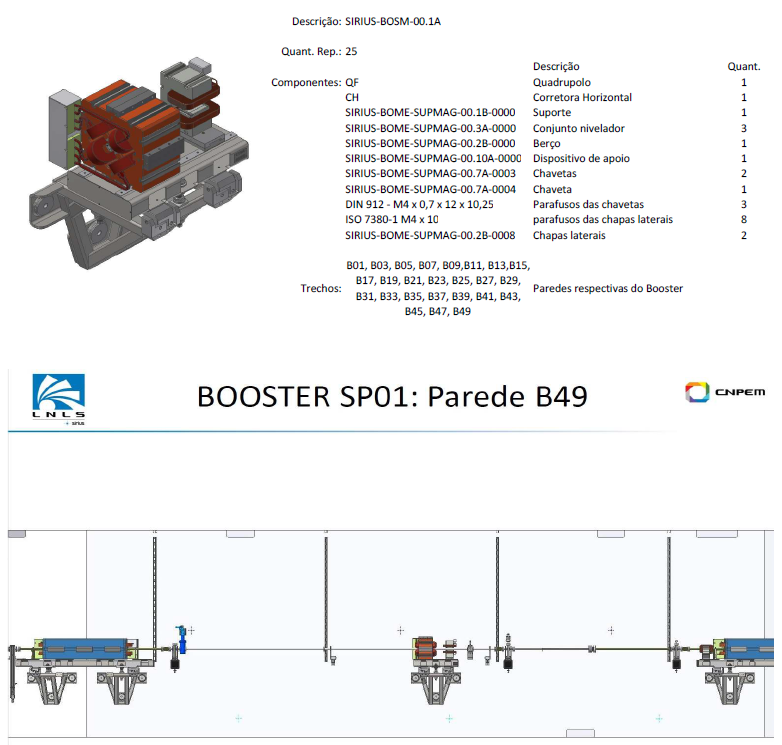 Descrição: SIRIUS-BOSM-00.1A
Quant. Rep.: 25
Descrição Quant.
Componentes: QF Quadrupolo 1
CH Corretora Horizontal 1
SIRIUS-BOME-SUPMAG-00.1B-0000 Suporte 1
SIRIUS-BOME-SUPMAG-00.3A-0000 Conjunto nivelador 3
SIRIUS-BOME-SUPMAG-00.2B-0000 Berço 1
SIRIUS-BOME-SUPMAG-00.10A-0000 Dispositivo de apoio 1
SIRIUS-BOME-SUPMAG-00.7A-0003 Chavetas 2
SIRIUS-BOME-SUPMAG-00.7A-0004 Chaveta 1
DIN 912 - M4 x 0,7 x 12 x 10,25 Parafusos das chavetas 3
ISO 7380-1 M4 x 10 parafusos das chapas laterais 8
SIRIUS-BOME-SUPMAG-00.2B-0008 Chapas laterais 2
B01, B03, B05, B07, B09,B11, B13,B15,
B17, B19, B21, B23, B25, B27, B29,
Trechos: B31, B33, B35, B37, B39, B41, B43, Paredes respectivas do Booster
B45, B47, B49
LNLS
sirius
BOOSTER SP01: Parede B49
CNPEM